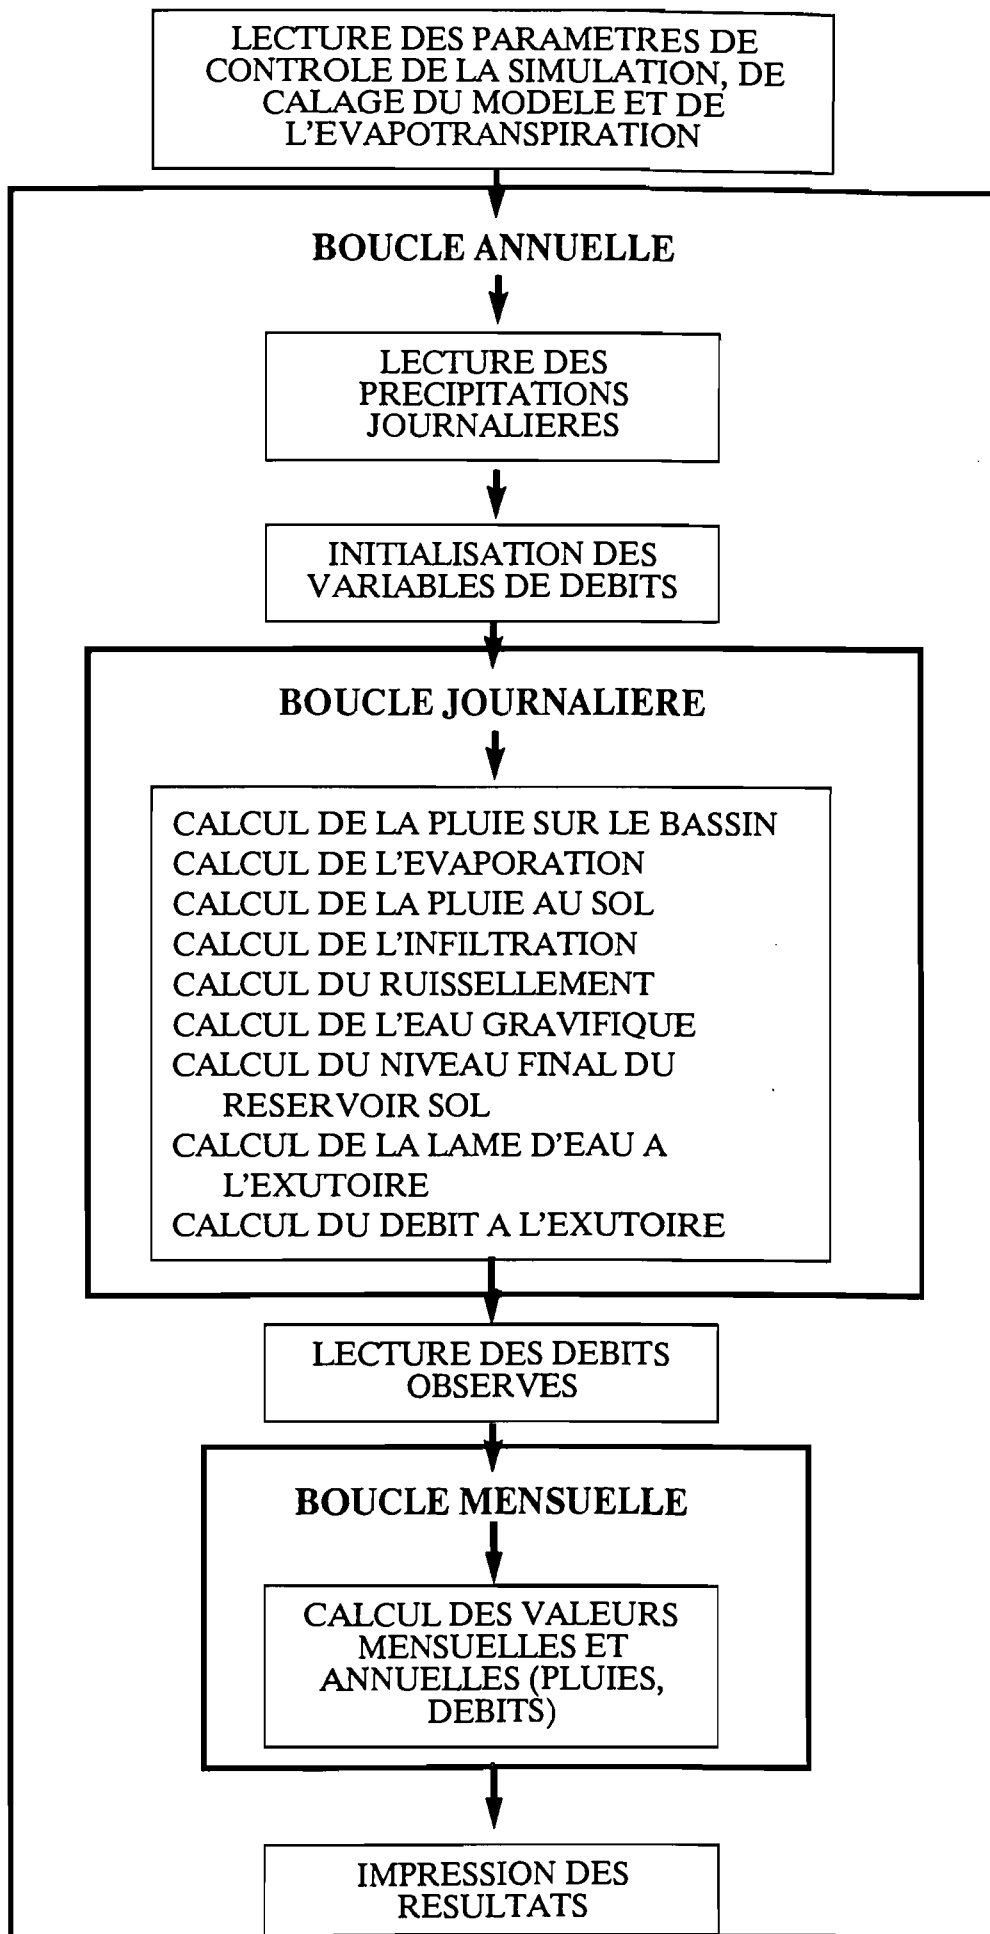 LECTURE DES PARAMETRES DE
CONTROLE DE LA SIMULATION, DE
CALAGE DU MODELE ET DE
L'EVAPOTRANSPIRATION
BOUCLE ANNUELLE
LECTURE DES
PRECIPITATIONS
JOURNALIERES
INITIALISATION DES
VARIABLES DE DEBITS
BOUCLE JOURNALIERE
CALCUL DE LA PLUIE SUR LE BASSIN
CALCUL DE L'EVAPORATION
CALCUL DE LA PLUIE AU SOL
CALCUL DE L'INFILTRATION
CALCUL DU RUISSELLEMENT
CALCUL DE L'EAU GRAVIFIQUE
CALCUL DU NIVEAU FINAL DU
RESERVOIR SOL
CALCUL DE LA LAME D'EAU A
L'EXUTOIRE
CALCUL DU DEBIT A L'EXUTOIRE
LECTURE DES DEBITS
OBSERVES
BOUCLE MENSUELLE
CALCUL DES VALEURS
MENSUELLES ET
ANNUELLES (PLUIES,
DEBITS)
IMPRESSION DES
RESULTATS